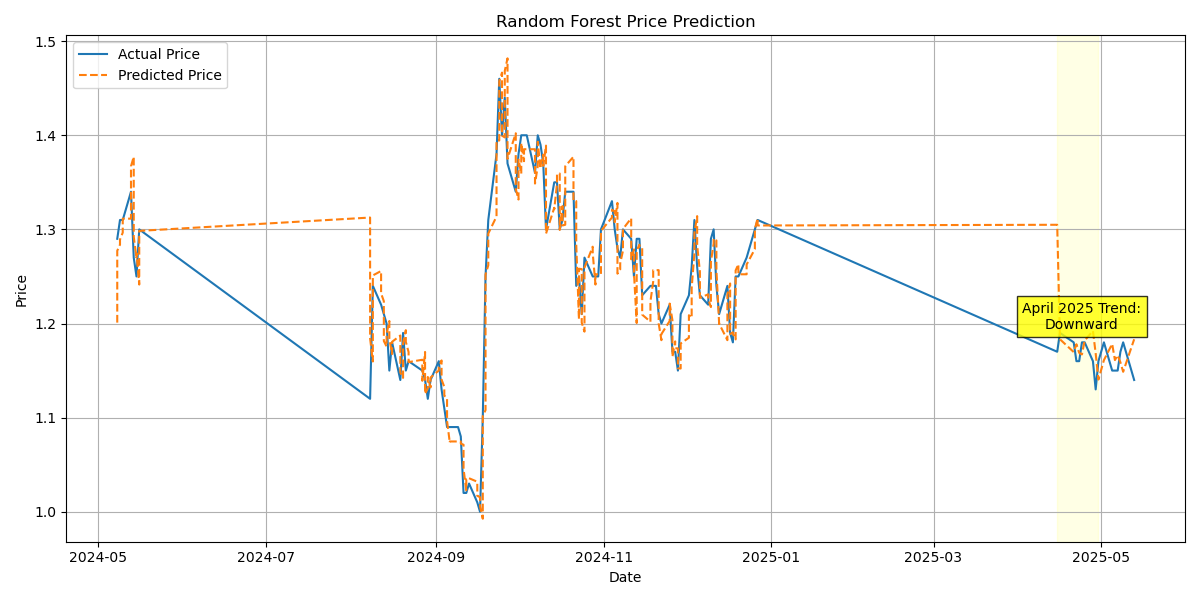 Random Forest Price Prediction
Actual Price
Predicted Price
April 2025 Trend:
Downward
Price
1.5
1.4
1.3
1.2
1.1
1.0
2024-05
2024-07
2024-09
2024-11
2025-01
2025-03
2025-05
Date